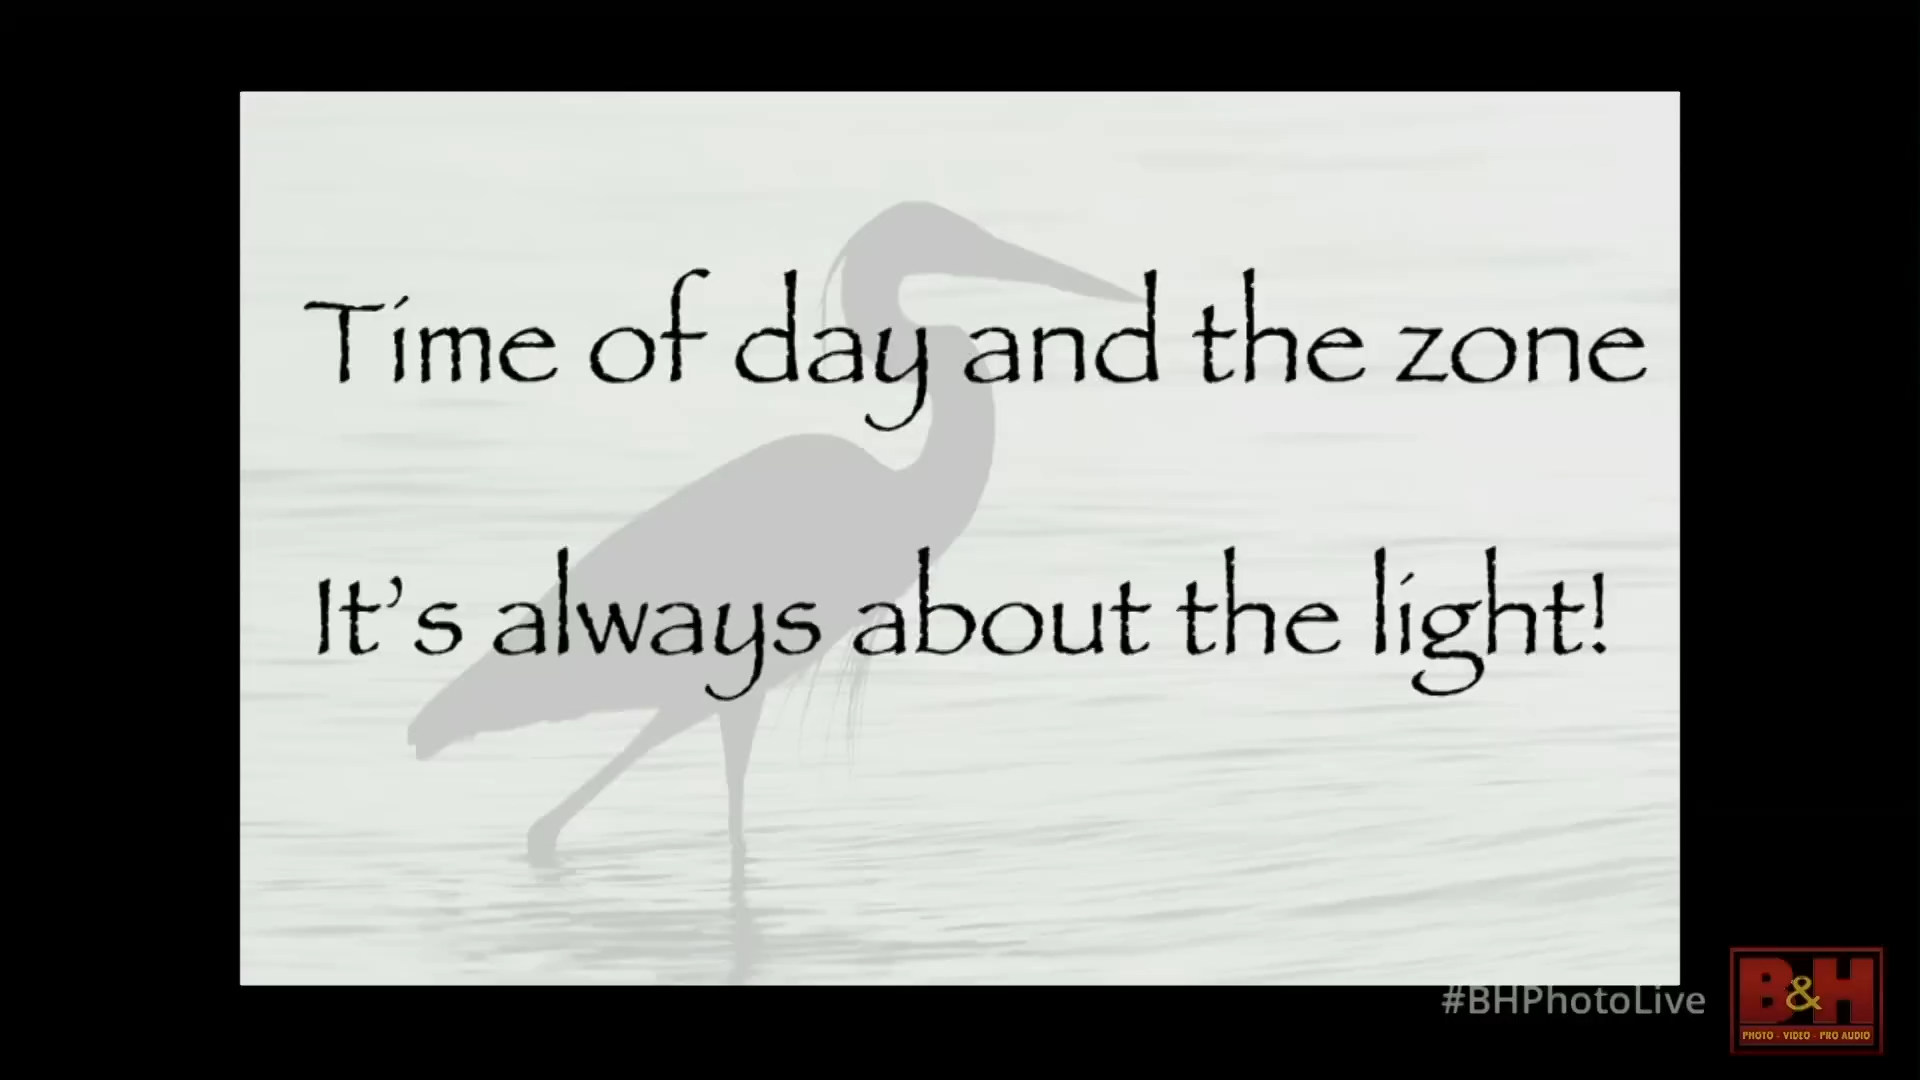 Time of day and the zone
It's always about the light!
#BHPhotoLive
B&H
PHOTO - VIDEO - PRO AUDIO